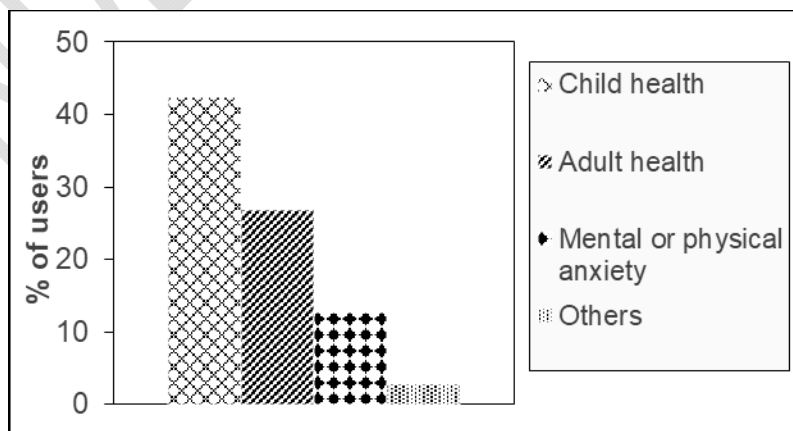 50
40
30
20
10
0
% of users
Child health
Adult health
Mental or physical
anxiety
Others